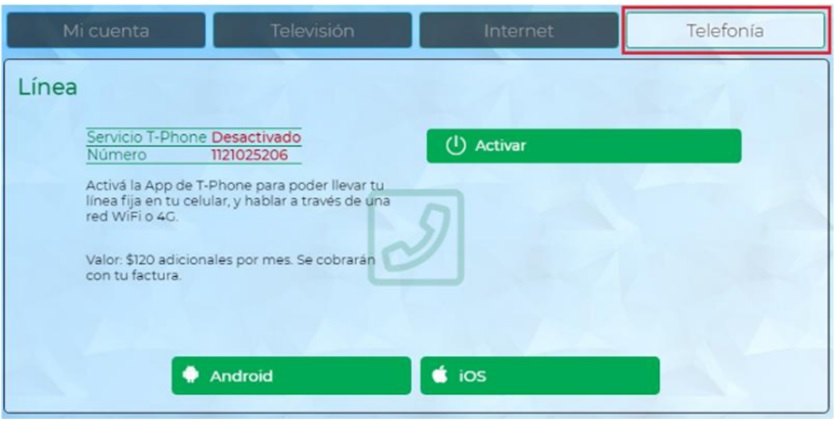 Mi cuenta
Televisión
Internet
Telefonía
Línea
Servicio T-Phone Desactivado
Número 1121025206
Activar
Activá la App de T-Phone para poder llevar tu
línea fija en tu celular, y hablar a través de una
red WiFi o 4G.
Valor: $120 adicionales por mes. Se cobrarán
con tu factura.
Android
iOS